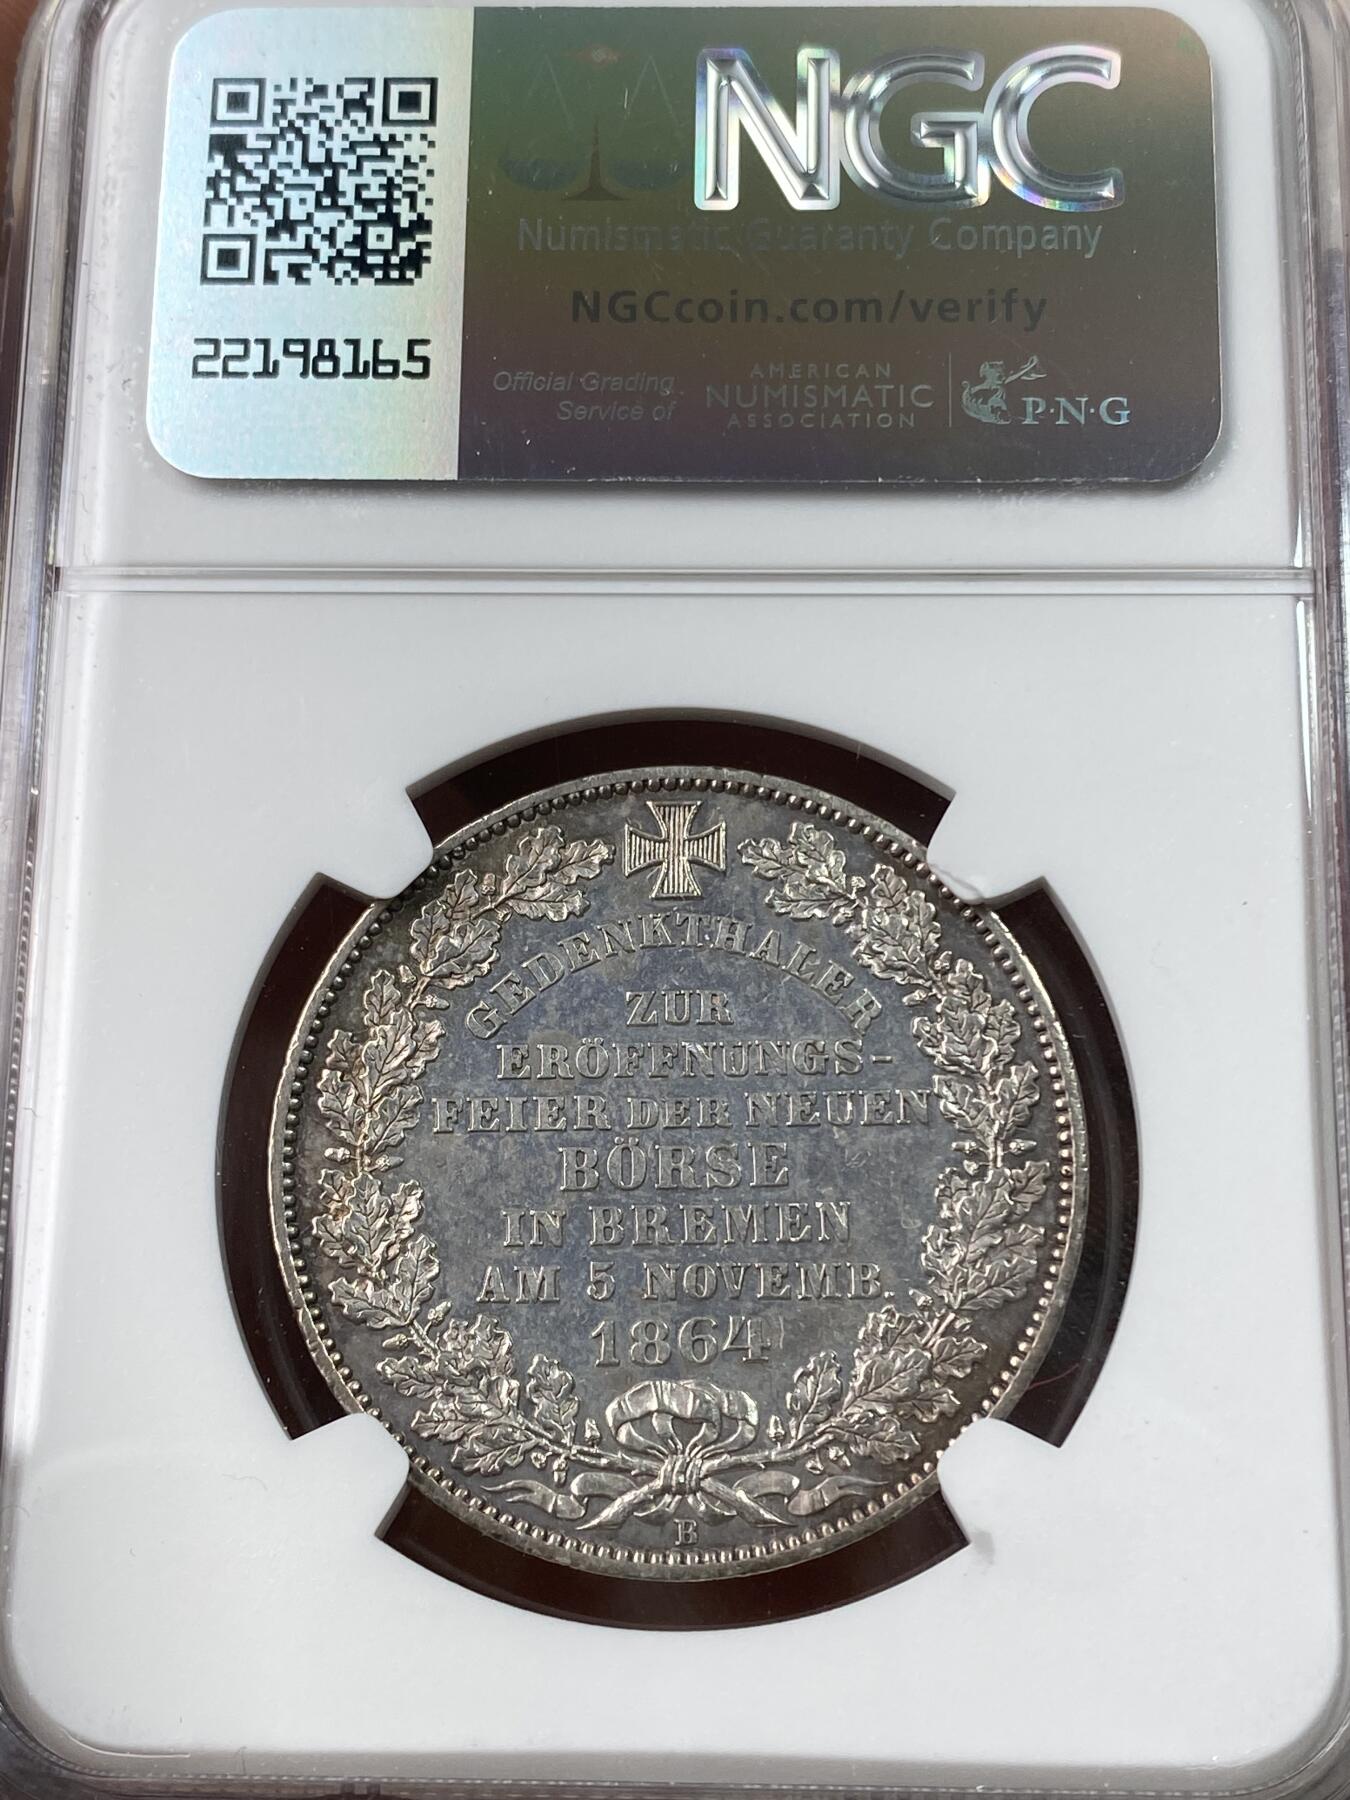 NGC
Numismatic Guaranty Company
NGCcoin.com/verify
22198165
Official Grading
Service of
AMERICAN
NUMISMATIC
ASSOCIATION
P·N·G
GEDENKTHALER
ZUR
ERÖFFNUNGS-
FEIER DER NEUEN
BÖRSE
IN BREMEN
AM 5 NOVEMB.
1864
B